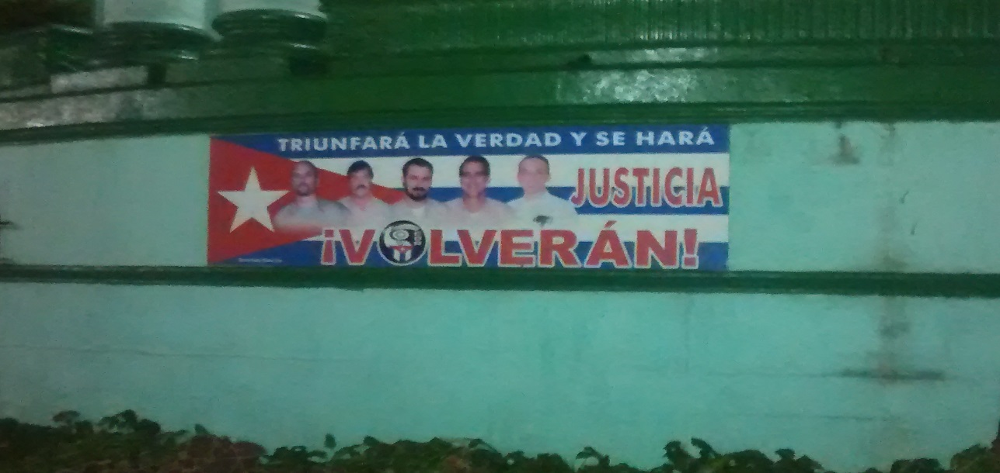 TRIUNFARÁ LA VERDAD Y SE HARÁ
JUSTICIA
¡VOLVERÁN!